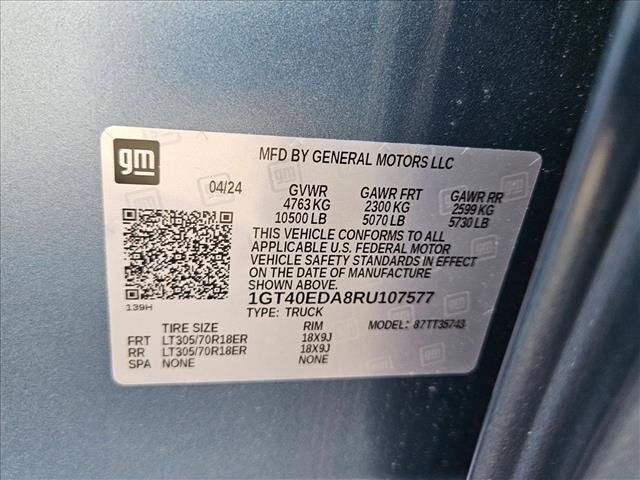 gm
MFD BY GENERAL MOTORS LLC
04/24 GVWR GAWR FRT GAWR RR
4763 KG 2300 KG 2599 KG
10500 LB 5070 LB 5730 LB
THIS VEHICLE CONFORMS TO ALL
APPLICABLE U.S. FEDERAL MOTOR
VEHICLE SAFETY STANDARDS IN EFFECT
ON THE DATE OF MANUFACTURE
SHOWN ABOVE.
1GT40EDA8RU107577
139H
TYPE: TRUCK MODEL: 87TT35743
TIRE SIZE RIM
FRT LT305/70R18ER 18X9J
RR LT305/70R18ER 18X9J
SPA NONE NONE